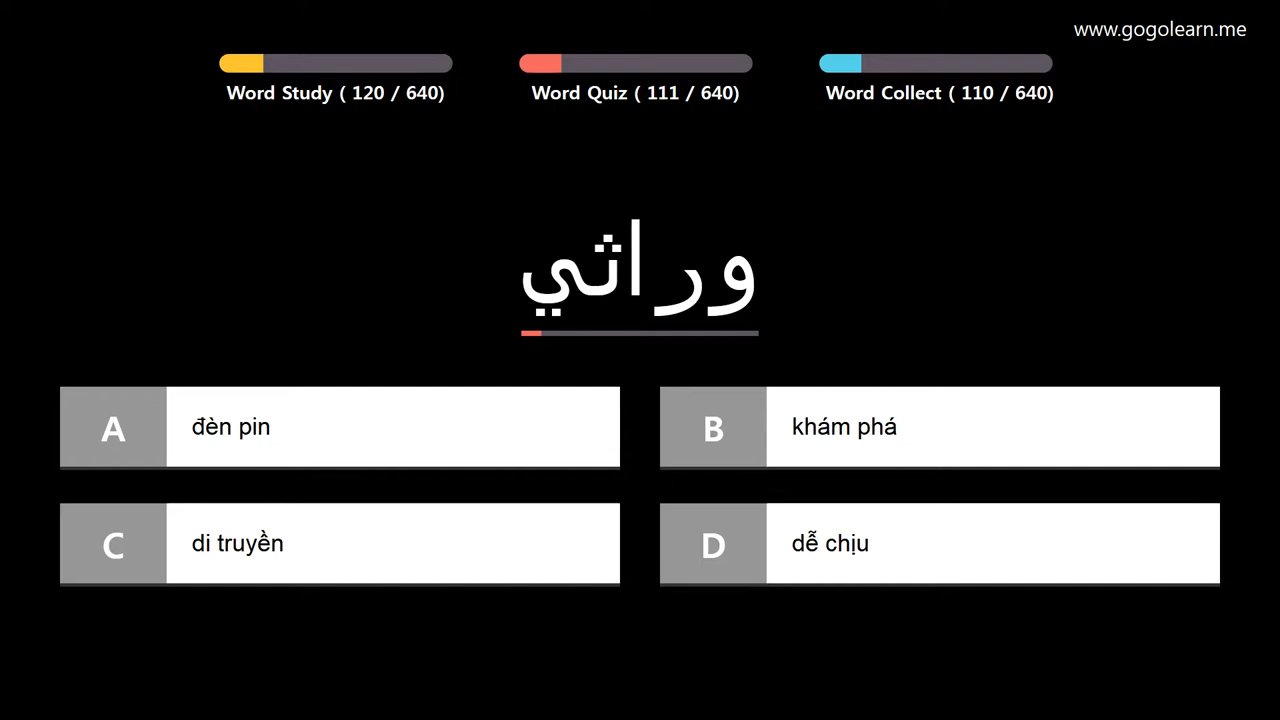 www.gogolearn.me
Word Study ( 120 / 640)
Word Quiz ( 111 / 640)
Word Collect ( 110 / 640)
وراثي
A đèn pin
B khám phá
C di truyền
D dễ chịu